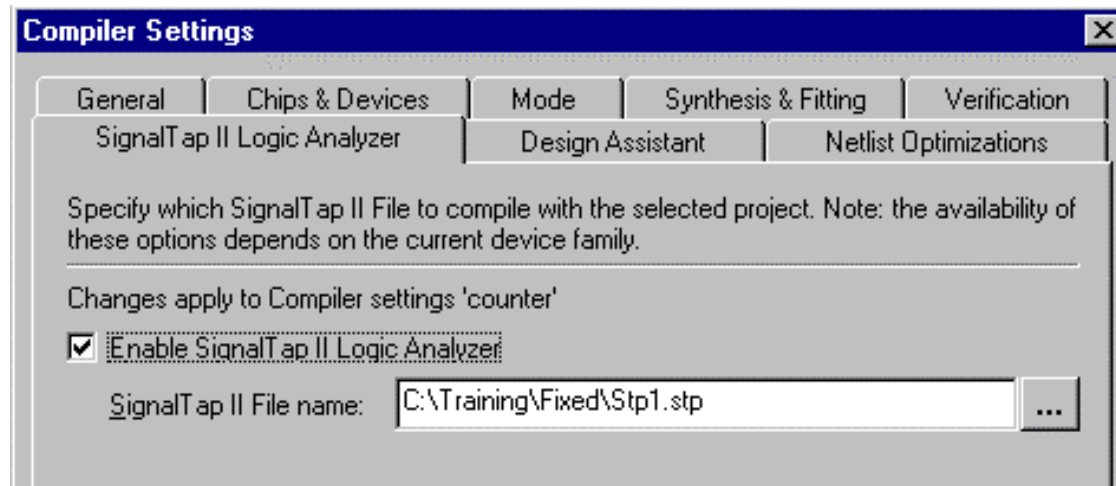 Compiler Settings
General Chips & Devices Mode Synthesis & Fitting Verification
SignalTap II Logic Analyzer Design Assistant Netlist Optimizations
Specify which SignalTap II File to compile with the selected project. Note: the availability of
these options depends on the current device family.
Changes apply to Compiler settings 'counter'
Enable SignalTap II Logic Analyzer
SignalTap II File name: C:\Training\Fixed\Stp1.stp ...